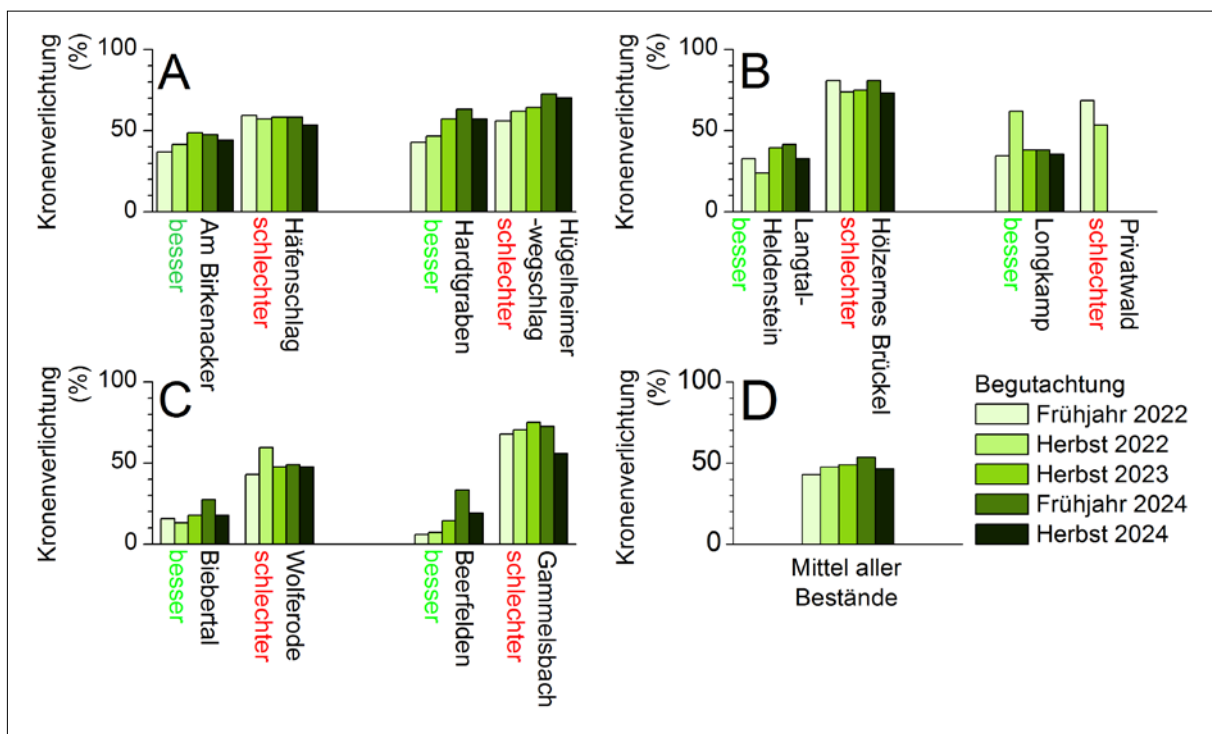 Kronenverlichtung
(%)
100
50
0
A
besser
Am Birkenacker
schlechter
Häfenschlag
besser
Hardtgraben
schlechter
-wegschlag
Hügelheimer
Kronenverlichtung
(%)
100
50
0
B
besser
Heldenstein
Langtal-
schlechter
Hölzernes Brückel
besser
Longkamp
schlechter
Privatwald
Kronenverlichtung
(%)
100
50
0
C
besser
Biebertal
schlechter
Wolferode
besser
Beerfelden
schlechter
Gammelsbach
Kronenverlichtung
(%)
100
50
0
D
Mittel aller
Bestände
Begutachtung
Frühjahr 2022
Herbst 2022
Herbst 2023
Frühjahr 2024
Herbst 2024